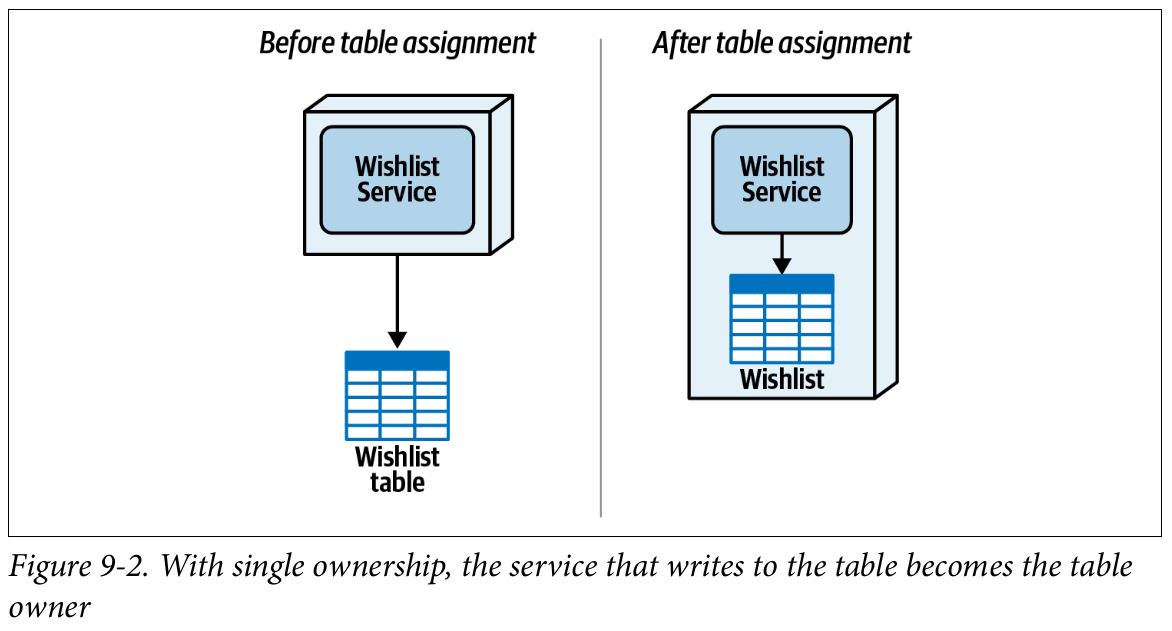 Before table assignment
After table assignment
Wishlist
Service
Wishlist
table
Wishlist
Service
Wishlist
Figure 9-2. With single ownership, the service that writes to the table becomes the table
owner